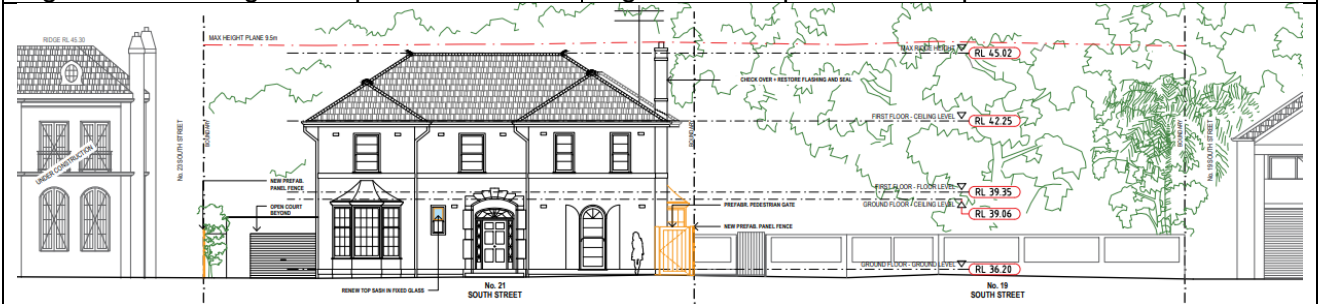 RIDGE RL 45.30
MAX HEIGHT PLANE 9.5m
MAX RIDGE HEIGHT
RL 45.02
CHECK OVER + RESTORE FLASHING AND SEAL
FIRST FLOOR - CEILING LEVEL
RL 42.25
No. 23 SOUTH STREET
BOUNDARY
BOUNDARY
BOUNDARY
No. 19 SOUTH STREET
UNDER CONSTRUCTION
NEW PREFAB.
PANEL FENCE
OPEN COURT
BEYOND
FIRST FLOOR - FLOOR LEVEL
RL 39.35
GROUND FLOOR - CEILING LEVEL
RL 39.06
PREFABR. PEDESTRIAN GATE
NEW PREFAB. PANEL FENCE
GROUND FLOOR - GROUND LEVEL
RL 36.20
RENEW TOP SASH IN FIXED GLASS
No. 21
SOUTH STREET
No. 19
SOUTH STREET